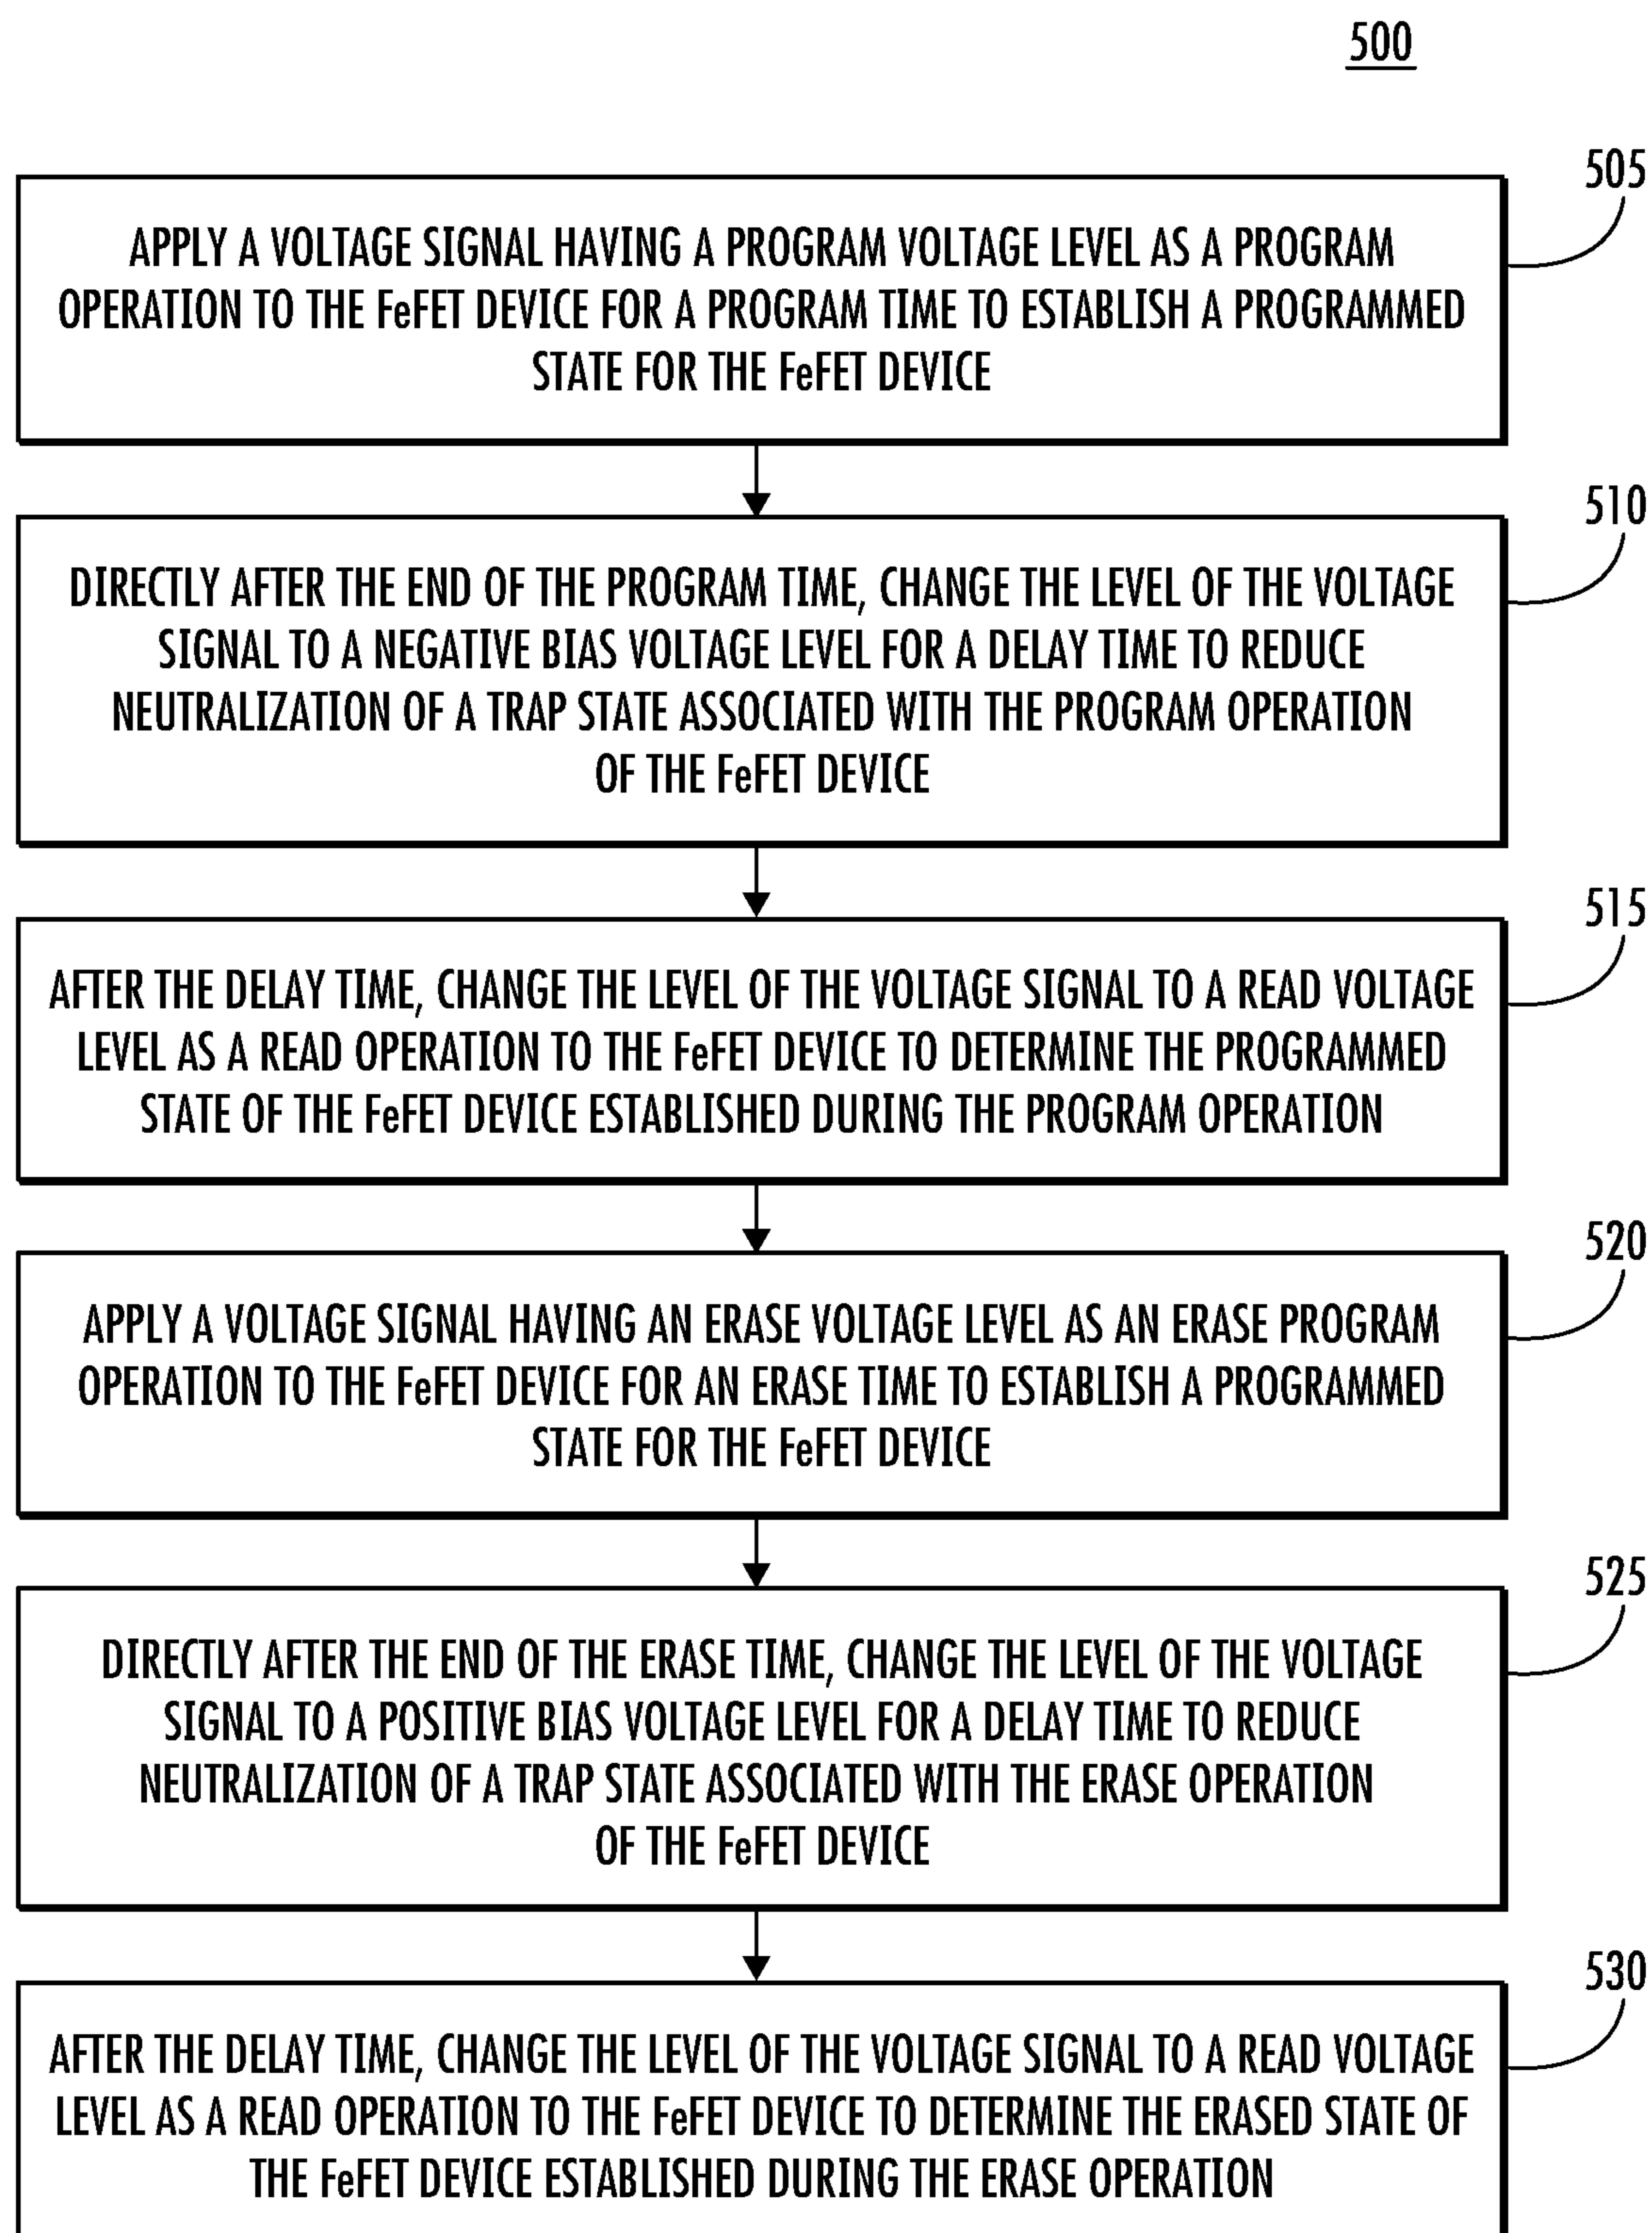 500
505
APPLY A VOLTAGE SIGNAL HAVING A PROGRAM VOLTAGE LEVEL AS A PROGRAM
OPERATION TO THE FeFET DEVICE FOR A PROGRAM TIME TO ESTABLISH A PROGRAMMED
STATE FOR THE FeFET DEVICE
510
DIRECTLY AFTER THE END OF THE PROGRAM TIME, CHANGE THE LEVEL OF THE VOLTAGE
SIGNAL TO A NEGATIVE BIAS VOLTAGE LEVEL FOR A DELAY TIME TO REDUCE
NEUTRALIZATION OF A TRAP STATE ASSOCIATED WITH THE PROGRAM OPERATION
OF THE FeFET DEVICE
515
AFTER THE DELAY TIME, CHANGE THE LEVEL OF THE VOLTAGE SIGNAL TO A READ VOLTAGE
LEVEL AS A READ OPERATION TO THE FeFET DEVICE TO DETERMINE THE PROGRAMMED
STATE OF THE FeFET DEVICE ESTABLISHED DURING THE PROGRAM OPERATION
520
APPLY A VOLTAGE SIGNAL HAVING AN ERASE VOLTAGE LEVEL AS AN ERASE PROGRAM
OPERATION TO THE FeFET DEVICE FOR AN ERASE TIME TO ESTABLISH A PROGRAMMED
STATE FOR THE FeFET DEVICE
525
DIRECTLY AFTER THE END OF THE ERASE TIME, CHANGE THE LEVEL OF THE VOLTAGE
SIGNAL TO A POSITIVE BIAS VOLTAGE LEVEL FOR A DELAY TIME TO REDUCE
NEUTRALIZATION OF A TRAP STATE ASSOCIATED WITH THE ERASE OPERATION
OF THE FeFET DEVICE
530
AFTER THE DELAY TIME, CHANGE THE LEVEL OF THE VOLTAGE SIGNAL TO A READ VOLTAGE
LEVEL AS A READ OPERATION TO THE FeFET DEVICE TO DETERMINE THE ERASED STATE OF
THE FeFET DEVICE ESTABLISHED DURING THE ERASE OPERATION